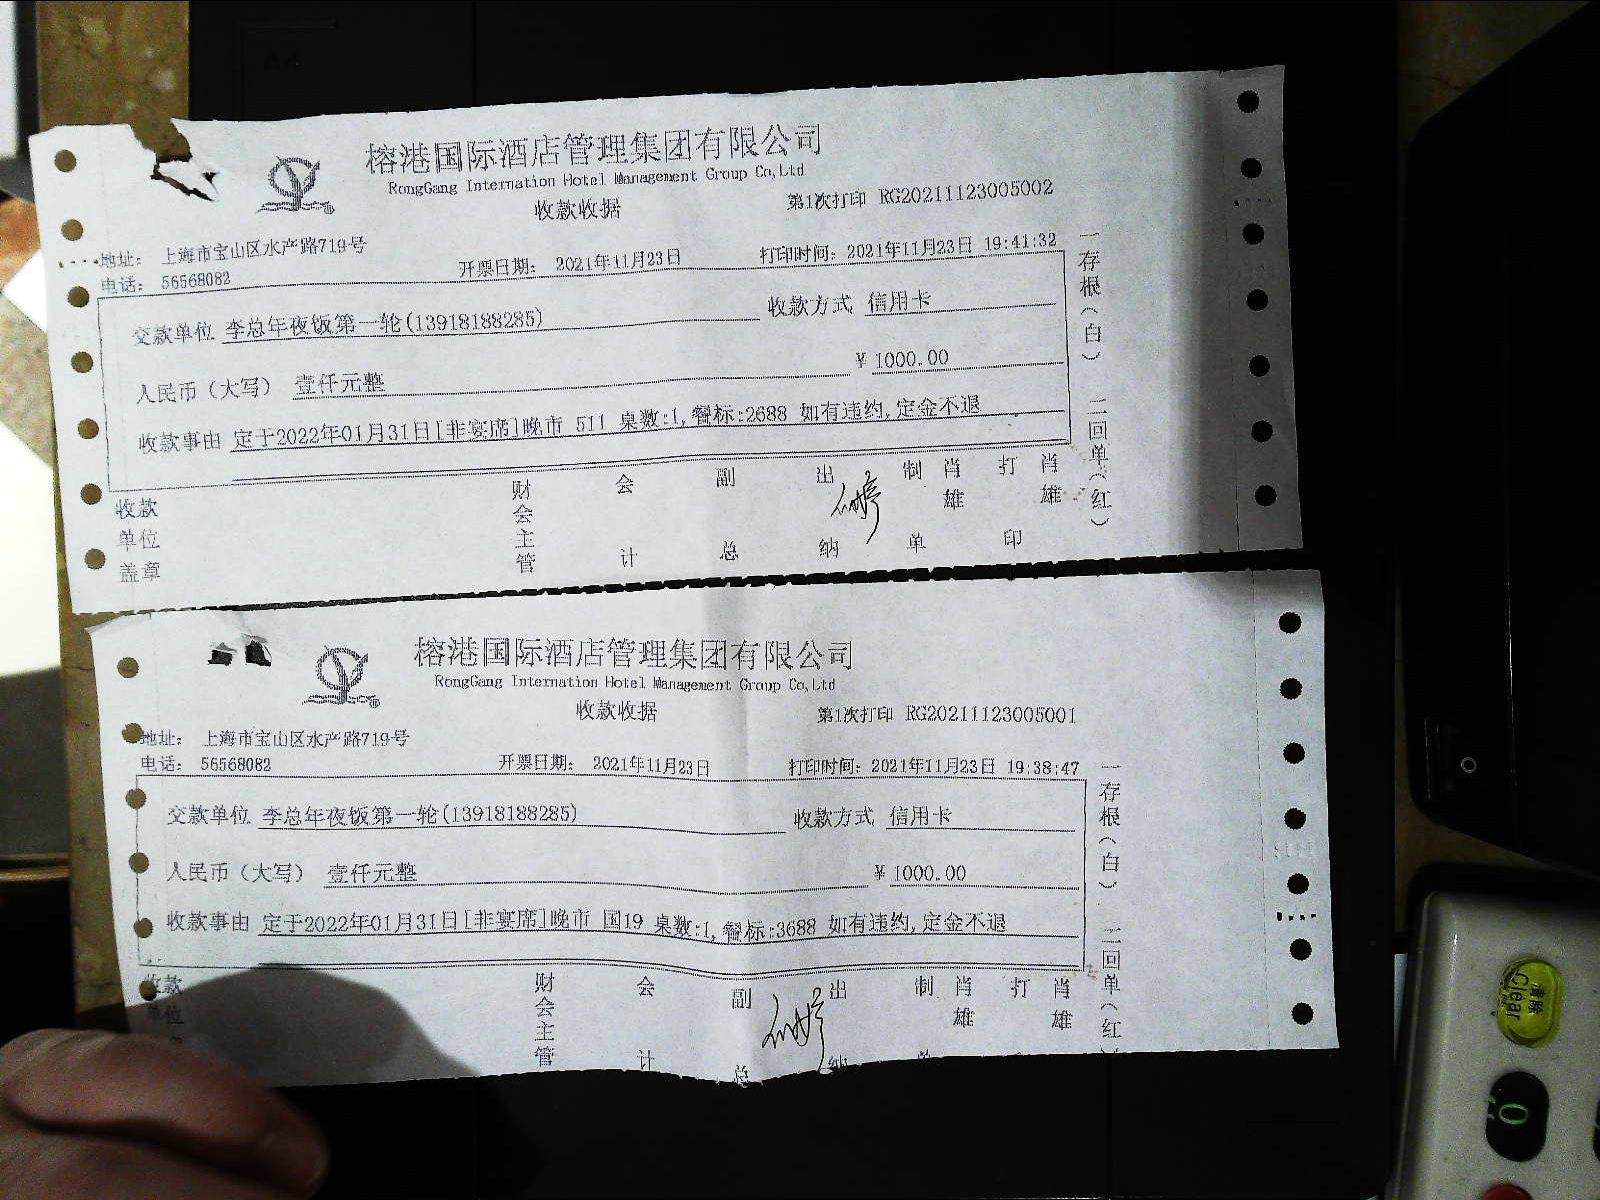 榕港国际酒店管理集团有限公司
RongGang Internation Hotel Management Group Co,Ltd
收款收据
第1次打印 RG20211123005002
地址： 上海市宝山区水产路719号
电话： 56568082
开票日期： 2021年11月23日
打印时间：2021年11月23日 19:41:32
交款单位 李总年夜饭第一轮(13918188285)
收款方式 信用卡
人民币（大写） 壹仟元整
¥ 1000.00
收款事由 定于2022年01月31日[非宴席]晚市 511 桌数:1,餐标:2688 如有违约,定金不退
一存根（白） 二回单（红）
收款单位盖章
财会主管
会计
副总
出纳
制单
肖雄
打印
肖雄
榕港国际酒店管理集团有限公司
RongGang Internation Hotel Management Group Co,Ltd
收款收据
第1次打印 RG20211123005001
地址： 上海市宝山区水产路719号
电话： 56568082
开票日期： 2021年11月23日
打印时间：2021年11月23日 19:38:47
交款单位 李总年夜饭第一轮(13918188285)
收款方式 信用卡
人民币（大写） 壹仟元整
¥ 1000.00
收款事由 定于2022年01月31日[非宴席]晚市 国19 桌数:1,餐标:3688 如有违约,定金不退
一存根（白） 二回单（红）
收款单位
财会主管
会计
副总
出纳
制单
肖雄
打
肖雄
清除
Clear
0